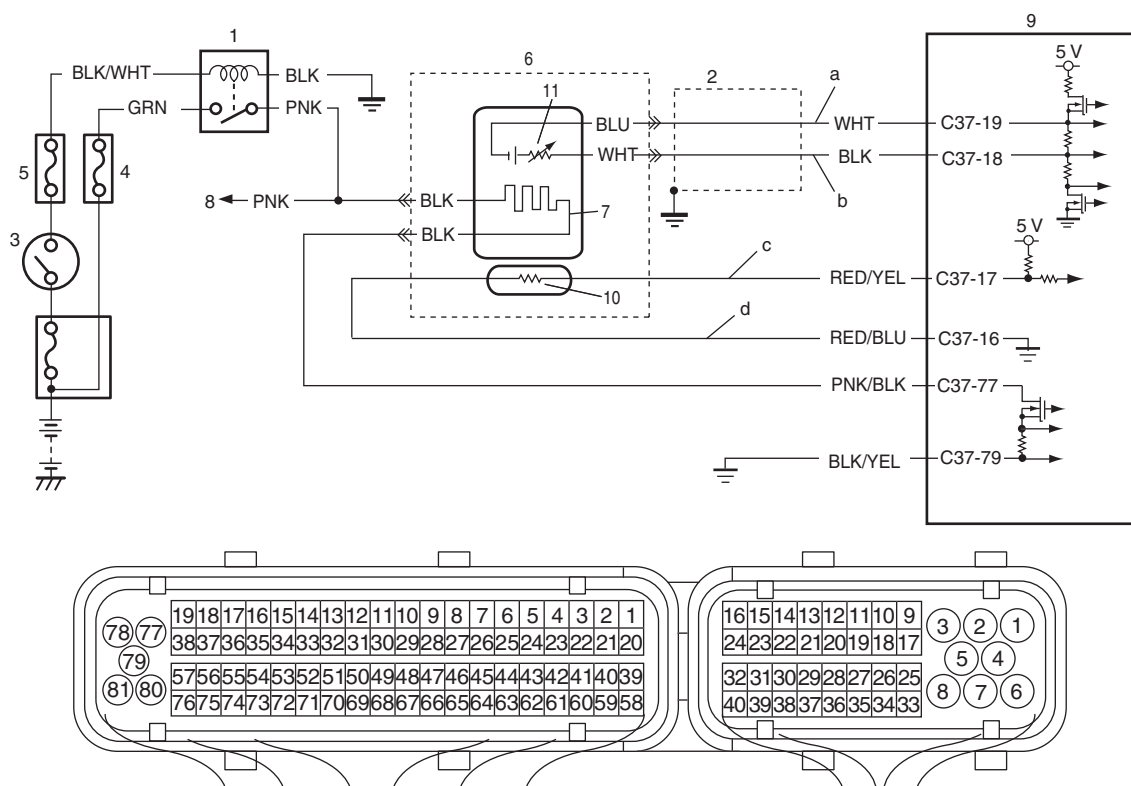 9
1
5 V
BLK/WHT
BLK
6
2
a
GRN
PNK
11
BLU
WHT
C37-19
WHT
BLK
C37-18
5
4
b
8
PNK
BLK
7
5 V
BLK
3
c
RED/YEL
C37-17
10
d
RED/BLU
C37-16
PNK/BLK
C37-77
BLK/YEL
C37-79
19 18 17 16 15 14 13 12 11 10 9 8 7 6 5 4 3 2 1
16 15 14 13 12 11 10 9
78 77
3 2 1
38 37 36 35 34 33 32 31 30 29 28 27 26 25 24 23 22 21 20
24 23 22 21 20 19 18 17
79
5 4
57 56 55 54 53 52 51 50 49 48 47 46 45 44 43 42 41 40 39
32 31 30 29 28 27 26 25
81 80
8 7 6
76 75 74 73 72 71 70 69 68 67 66 65 64 63 62 61 60 59 58
40 39 38 37 36 35 34 33